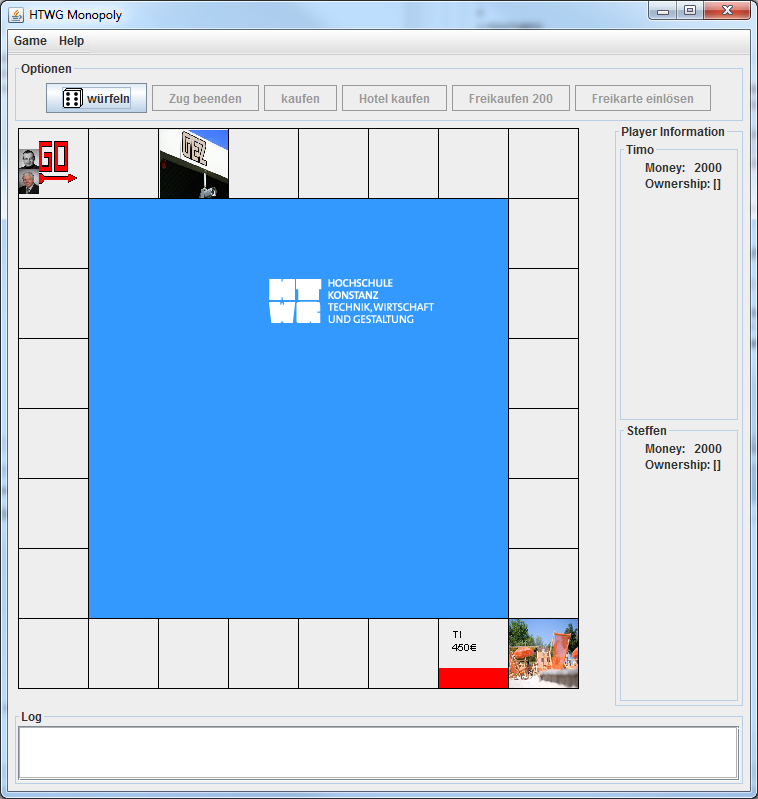 HTWG Monopoly
Game Help
Optionen
würfeln Zug beenden kaufen Hotel kaufen Freikaufen 200 Freikarte einlösen
Player Information
Timo
Money: 2000
Ownership: []
GO
GEZ
HTWG
HOCHSCHULE
KONSTANZ
TECHNIK, WIRTSCHAFT
UND GESTALTUNG
Steffen
Money: 2000
Ownership: []
TI
450€
Log